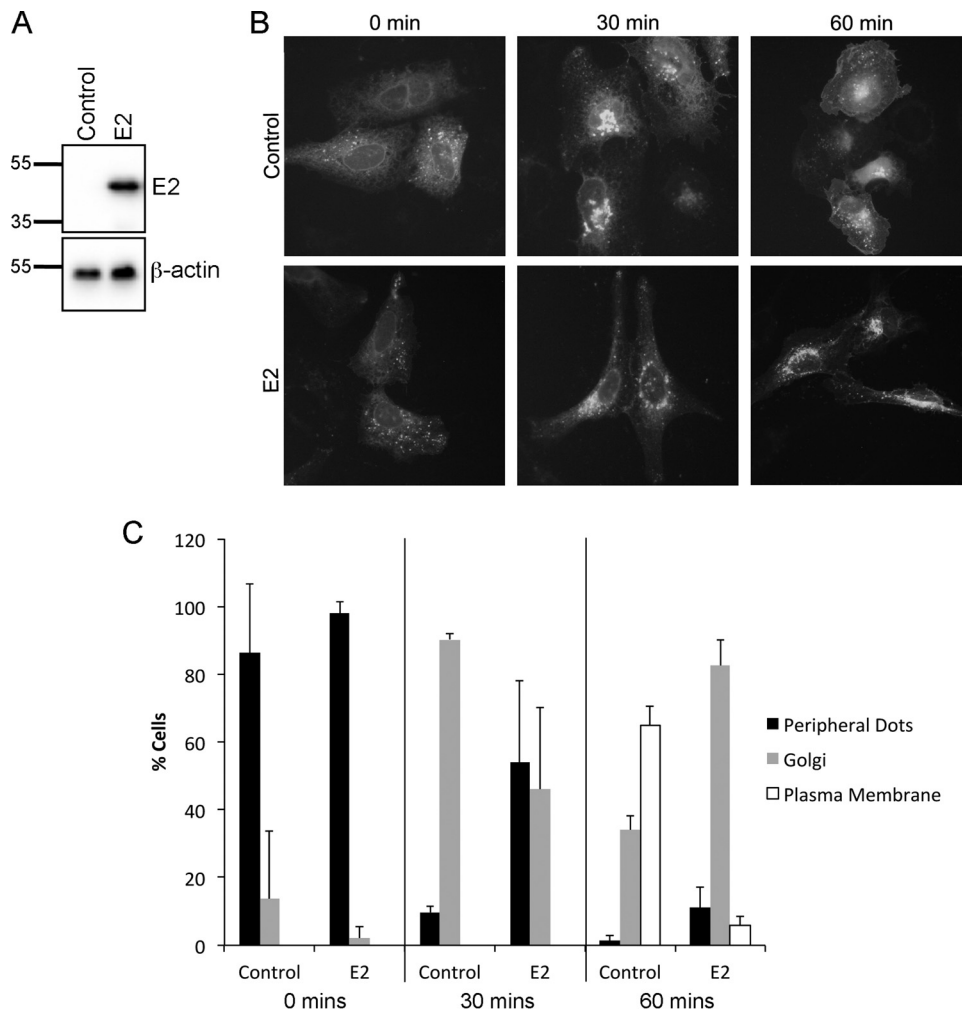 A
Control
E2
55
35
E2
55
β-actin
B
0 min
30 min
60 min
Control
E2
C
% Cells
120
100
80
60
40
20
0
Control
E2
Control
E2
Control
E2
0 mins
30 mins
60 mins
Peripheral Dots
Golgi
Plasma Membrane